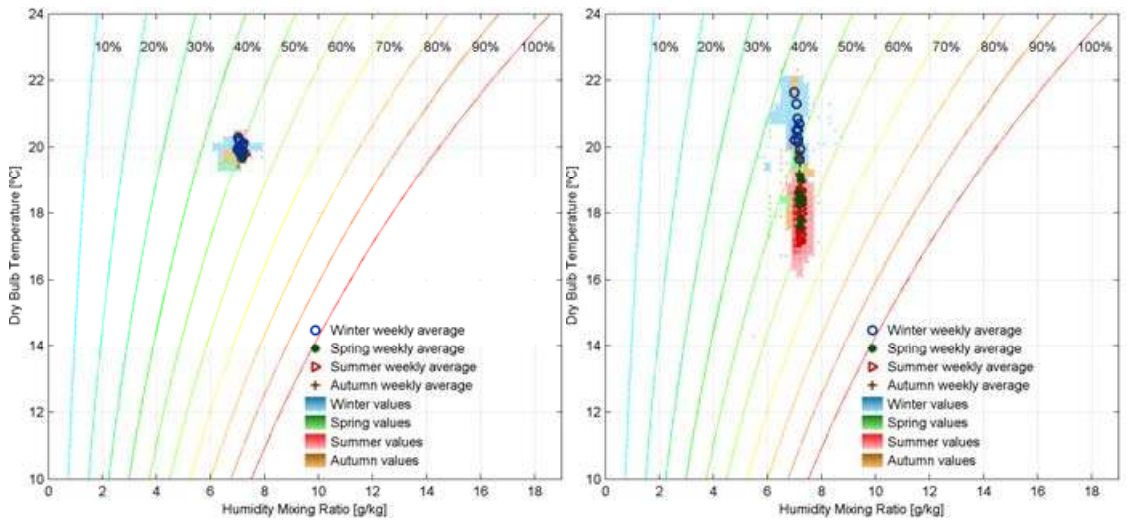 24
22
20
18
16
14
12
10
Dry Bulb Temperature [ºC]
10% 20% 30% 40% 50% 60% 70% 80% 90% 100%
Winter weekly average
Spring weekly average
Summer weekly average
Autumn weekly average
Winter values
Spring values
Summer values
Autumn values
0 2 4 6 8 10 12 14 16 18
Humidity Mixing Ratio [g/kg]
24
22
20
18
16
14
12
10
Dry Bulb Temperature [ºC]
10% 20% 30% 40% 50% 60% 70% 80% 90% 100%
Winter weekly average
Spring weekly average
Summer weekly average
Autumn weekly average
Winter values
Spring values
Summer values
Autumn values
0 2 4 6 8 10 12 14 16 18
Humidity Mixing Ratio [g/kg]